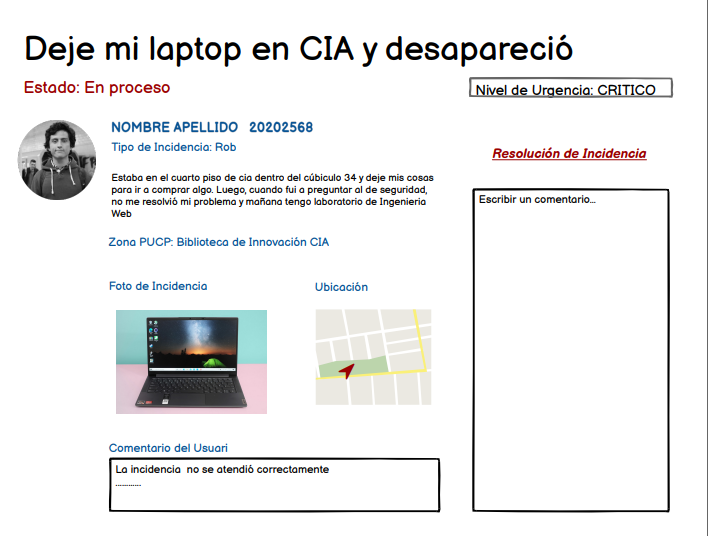 Deje mi laptop en CIA y desapareció
Estado: En proceso
Nivel de Urgencia: CRITICO
NOMBRE APELLIDO 20202568
Tipo de Incidencia: Rob
Resolución de Incidencia
Estaba en el cuarto piso de cia dentro del cúbiculo 34 y deje mis cosas
para ir a comprar algo. Luego, cuando fui a preguntar al de seguridad,
no me resolvió mi problema y mañana tengo laboratorio de Ingenieria
Web
Escribir un comentario...
Zona PUCP: Biblioteca de Innovación CIA
Foto de Incidencia
Ubicación
Comentario del Usuari
La incidencia no se atendió correctamente
............